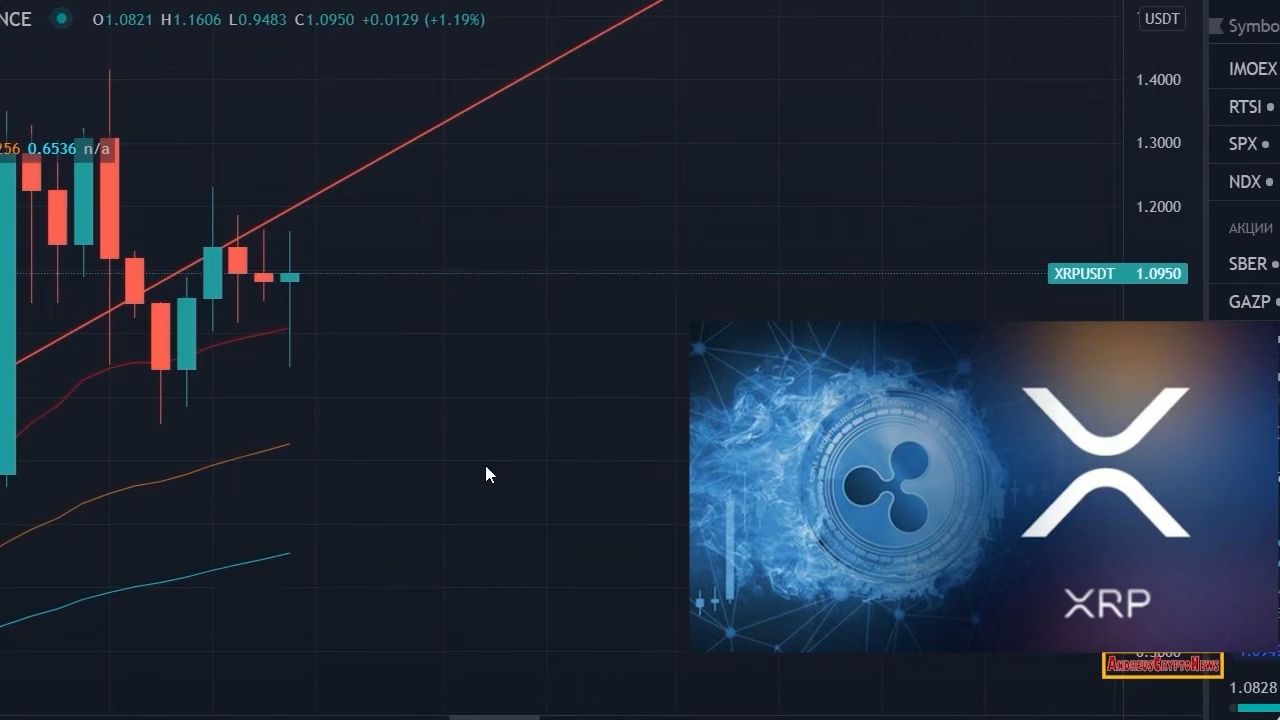 NCE O1.0821 H1.1606 L0.9483 C1.0950 +0.0129 (+1.19%)
USDT
Symbo
1.4000
IMOEX
RTSI
1.3000
256 0.6536 n/a
SPX
NDX
1.2000
АКЦИИ
SBER
XRPUSDT 1.0950
GAZP
XRP
ANDREUSCRYPTONEWS
1.0828